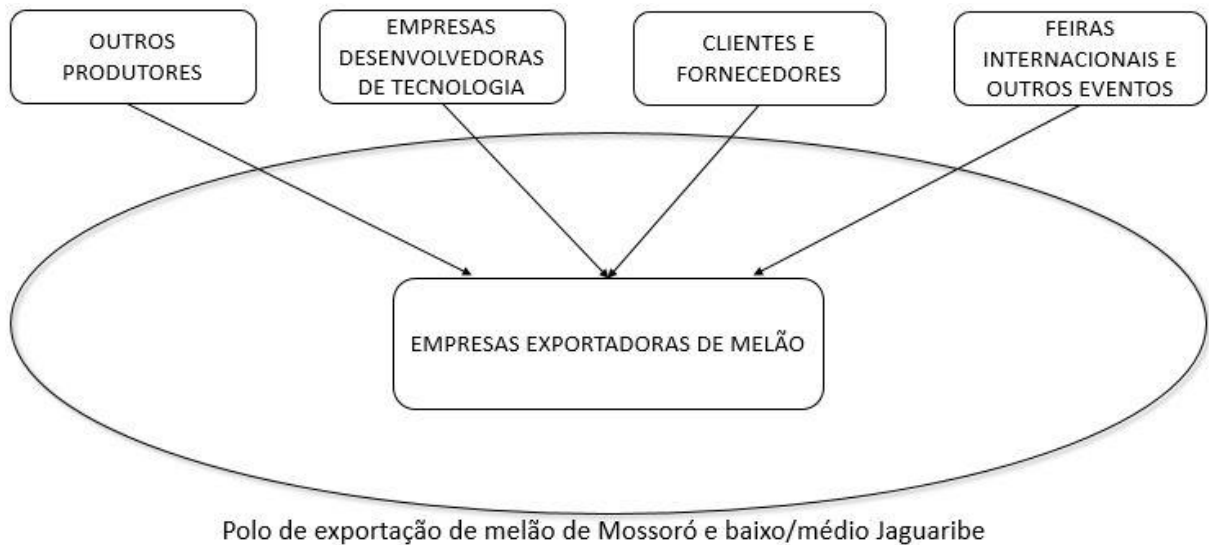 OUTROS
PRODUTORES
EMPRESAS
DESENVOLVEDORAS
DE TECNOLOGIA
CLIENTES E
FORNECEDORES
FEIRAS
INTERNACIONAIS E
OUTROS EVENTOS
EMPRESAS EXPORTADORAS DE MELÃO
Polo de exportação de melão de Mossoró e baixo/médio Jaguaribe